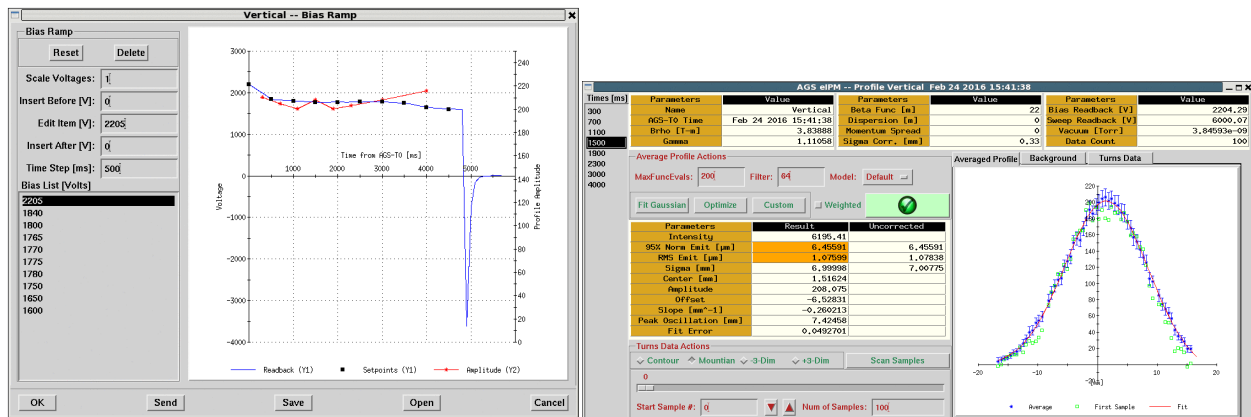 Vertical -- Bias Ramp
Bias Ramp
Reset Delete
Scale Voltages: 1
Insert Before [V]: 0
Edit Item [V]: 2205
Insert After [V]: 0
Time Step [ms]: 500
Bias List [Volts]
2205
1840
1800
1765
1770
1775
1780
1750
1650
1600
3000
2000
1000
0
-1000
-2000
-3000
-4000
Voltage
1000 2000 3000 4000 5000
Time from AGS-T0 [ms]
240
220
200
180
160
140
120
100
80
60
40
20
0
Profile Amplitude
Readback (Y1) Setpoints (Y1) Amplitude (Y2)
OK Send Save Open Cancel
AGS eIPM -- Profile Vertical Feb 24 2016 15:41:38
Times [ms]
300
700
1100
1500
1900
2300
3000
4000
Parameters Value
Name Vertical
AGS-T0 Time Feb 24 2016 15:41:38
Brho [T-m] 3.83888
Gamma 1.11058
Parameters Value
Beta Func [m] 22
Dispersion [m] 0
Momentum Spread 0
Sigma Corr, [mm] 0.33
Parameters Value
Bias Readback [V] 2204.29
Sweep Readback [V] 6000.07
Vacuum [Torr] 3.84593e-09
Data Count 100
Average Profile Actions
MaxFuncEvals: 200 Filter: 64 Model: Default
Fit Gaussian Optimize Custom Weighted
Parameters Result Uncorrected
Intensity 6195.41
95% Norm Emit [µm] 6.45591 6.45591
RMS Emit [µm] 1.07599 1.07838
Sigma [mm] 6.99998 7.00775
Center [mm] 1.51624
Amplitude 208.075
Offset -6.52831
Slope [mm^-1] -0.260213
Peak Oscillation [mm] 7.42458
Fit Error 0.0492701
Turns Data Actions
Contour Mountian -3-Dim +3-Dim Scan Samples
0
Start Sample #: 0 Num of Samples: 100
Averaged Profile Background Turns Data
220
200
180
160
140
120
100
80
60
40
20
-20
-20 -10 0 10 20
[mm]
Average First Sample Fit